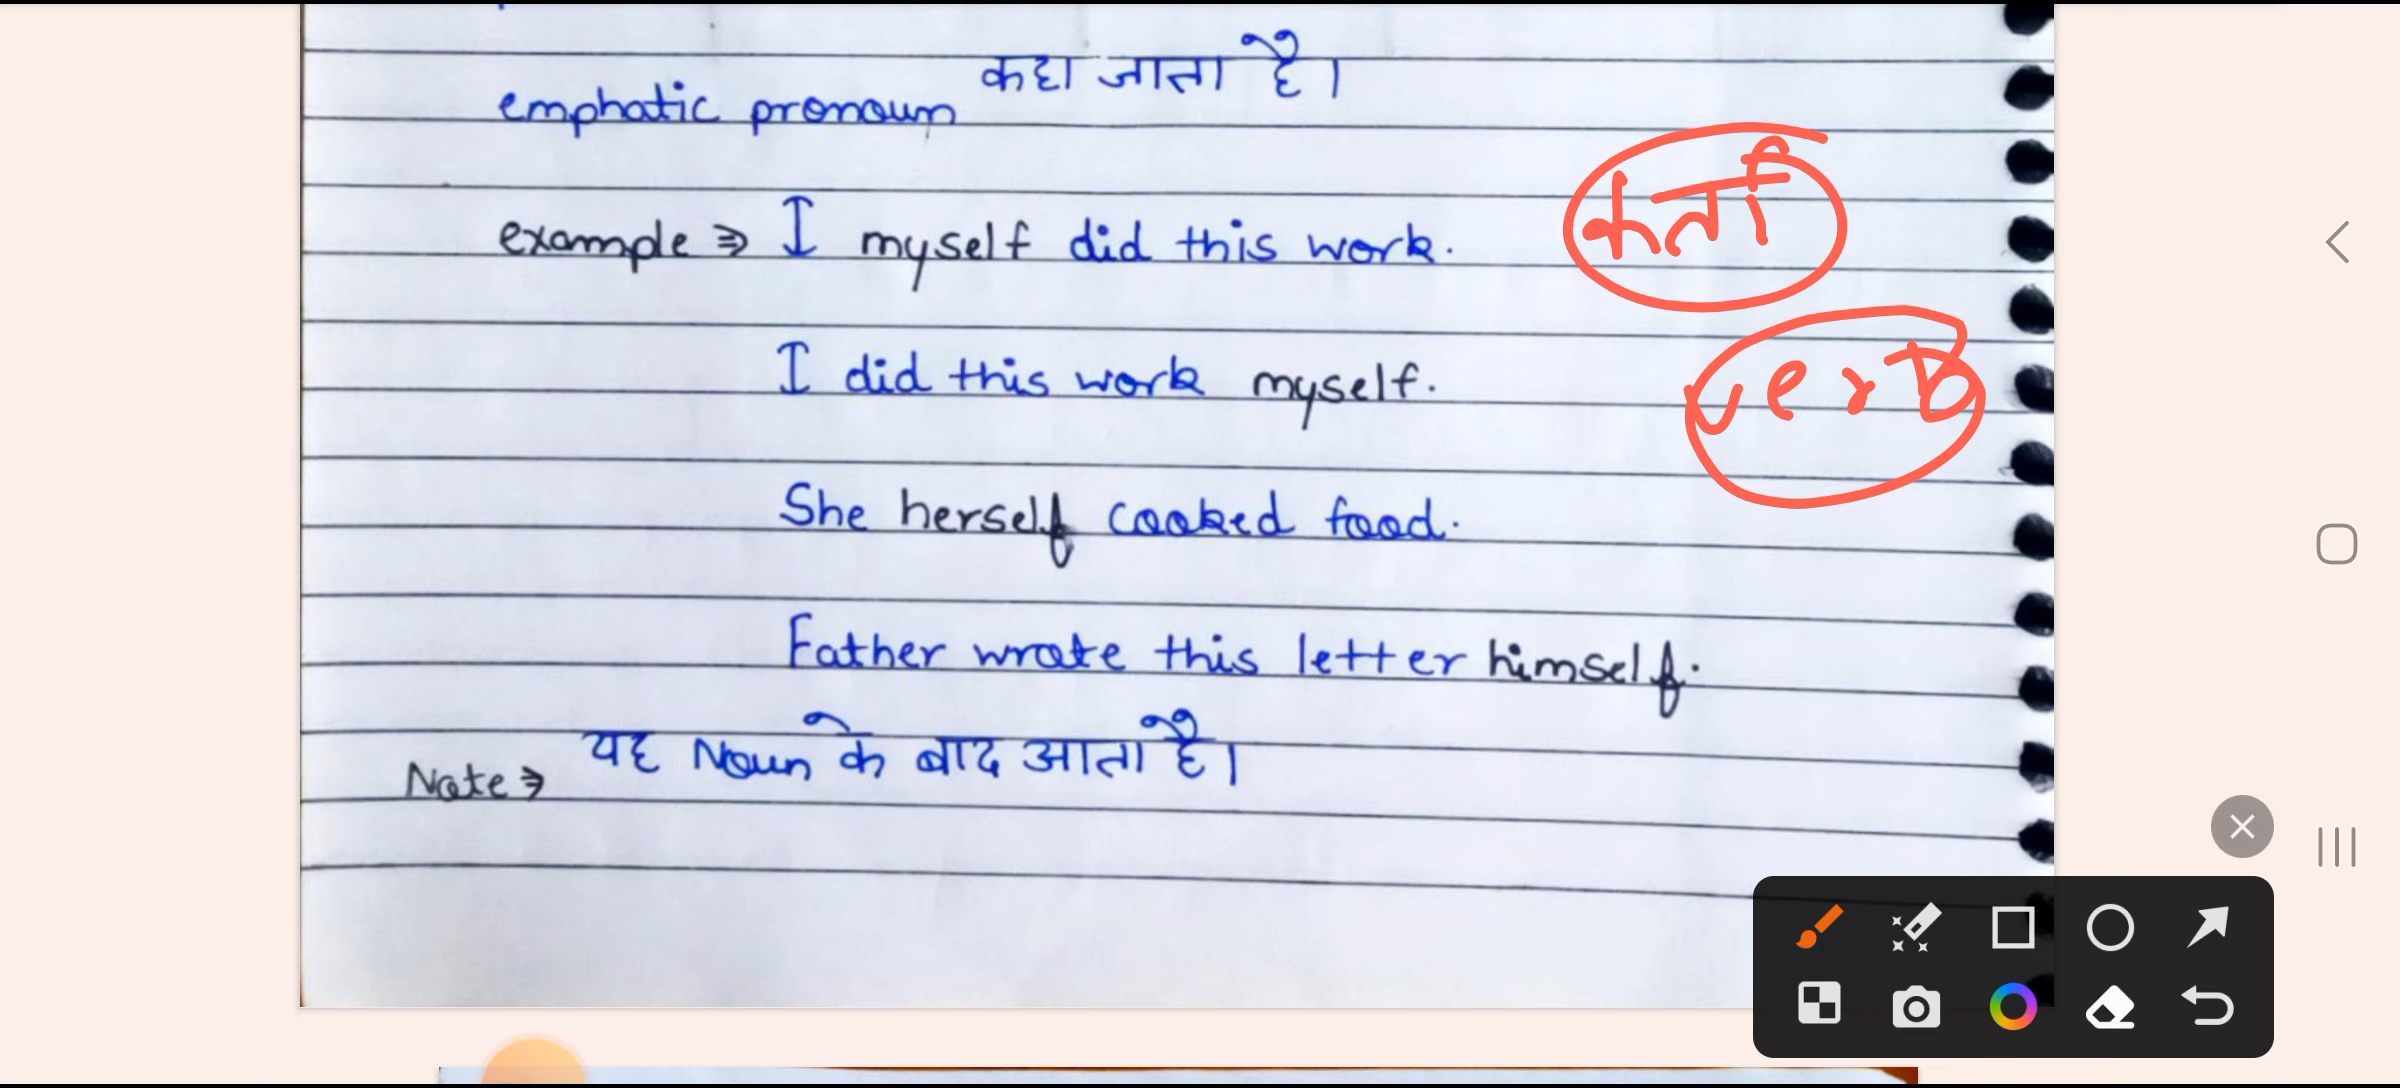 emphatic pronoun कहा जाता है।
example ⇒ I myself did this work.
कर्ता
I did this work myself.
verb
She herself cooked food.
Father wrote this letter himself.
Note ⇒ यह Noun के बाद आता है।